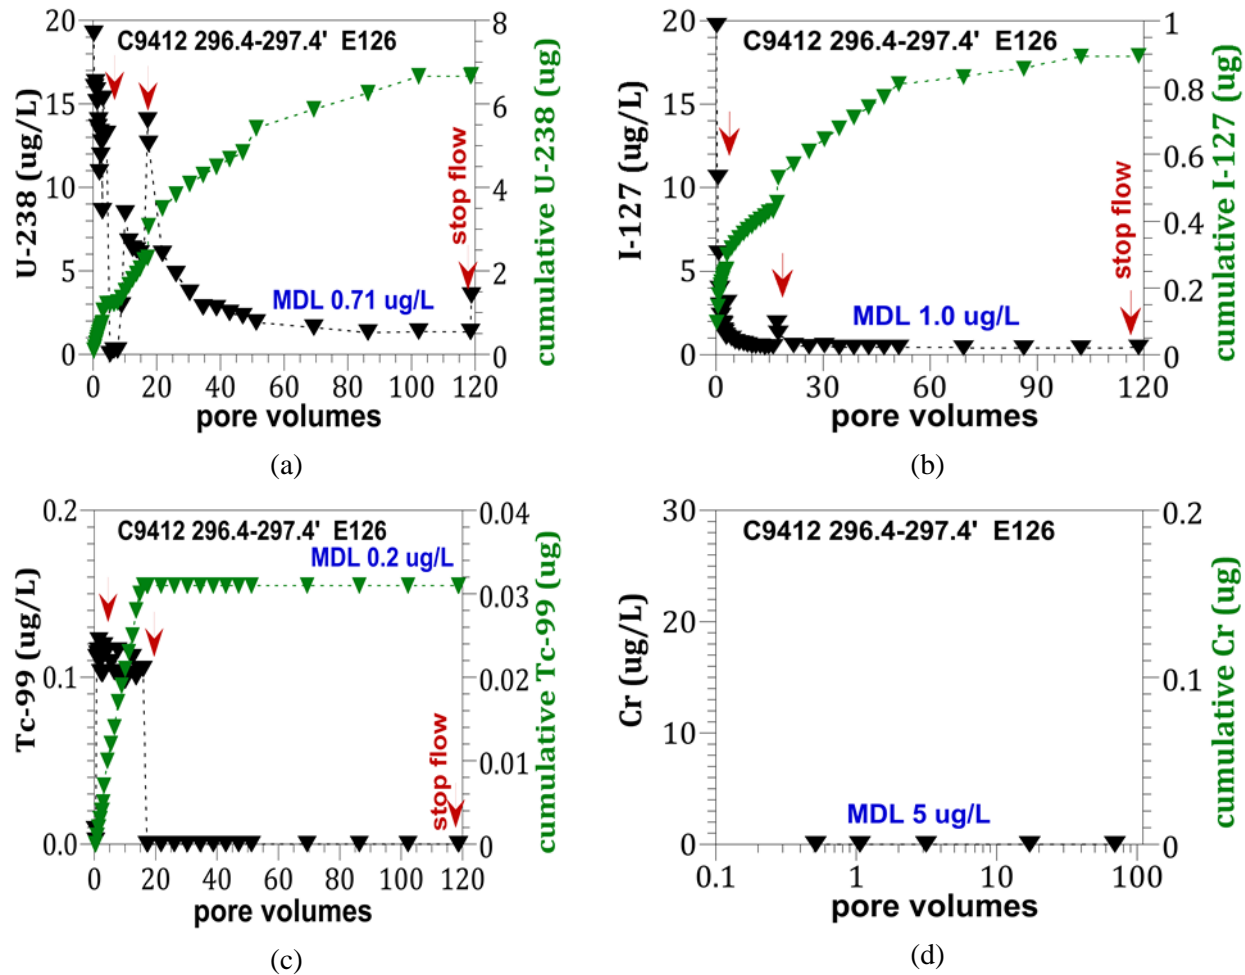 C9412 296.4-297.4' E126
U-238 (ug/L)
20
15
10
5
0
8
6
4
2
0
cumulative U-238 (ug)
stop flow
MDL 0.71 ug/L
0 20 40 60 80 100 120
pore volumes
(a)
C9412 296.4-297.4' E126
I-127 (ug/L)
20
15
10
5
0
1
0.8
0.6
0.4
0.2
0
cumulative I-127 (ug)
stop flow
MDL 1.0 ug/L
0 30 60 90 120
pore volumes
(b)
C9412 296.4-297.4' E126
MDL 0.2 ug/L
Tc-99 (ug/L)
0.2
0.1
0.0
0.04
0.03
0.02
0.01
0
cumulative Tc-99 (ug)
stop flow
0 20 40 60 80 100 120
pore volumes
(c)
C9412 296.4-297.4' E126
Cr (ug/L)
30
20
10
0
0.2
0.1
0
cumulative Cr (ug)
MDL 5 ug/L
0.1 1 10 100
pore volumes
(d)